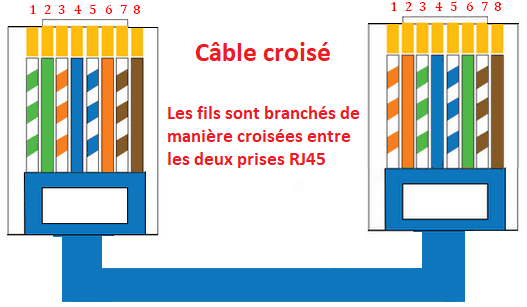 1 2 3 4 5 6 7 8
1 2 3 4 5 6 7 8
Câble croisé
Les fils sont branchés de
manière croisées entre
les deux prises RJ45